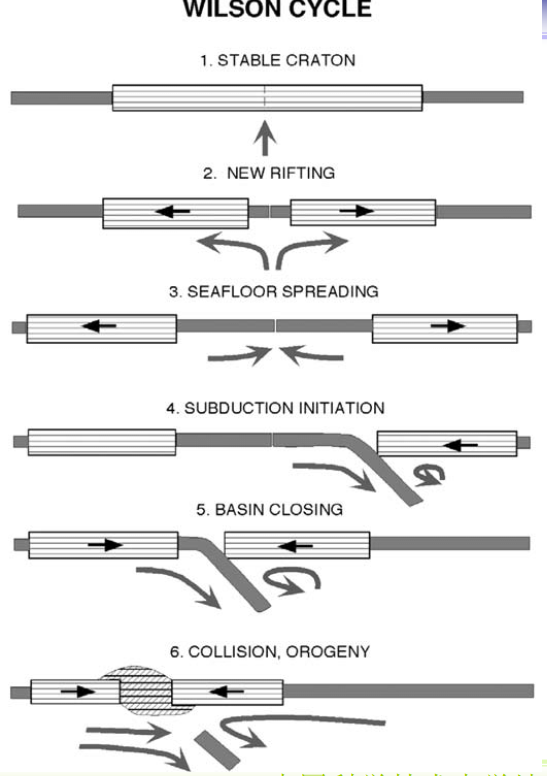 WILSON CYCLE
1. STABLE CRATON
2. NEW RIFTING
3. SEAFLOOR SPREADING
4. SUBDUCTION INITIATION
5. BASIN CLOSING
6. COLLISION, OROGENY